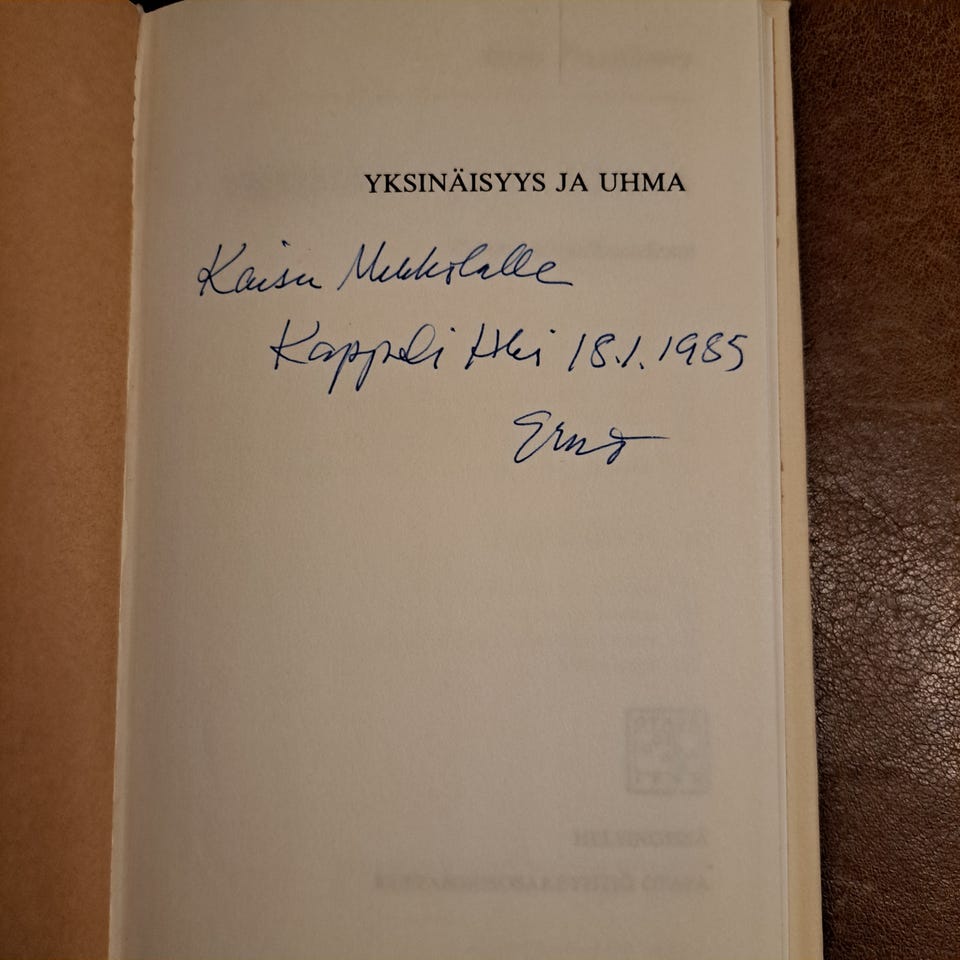 YKSINÄISYYS JA UHMA
Kaisu Mikkolalle
Kappeli Hki 18.1.1985
Erno